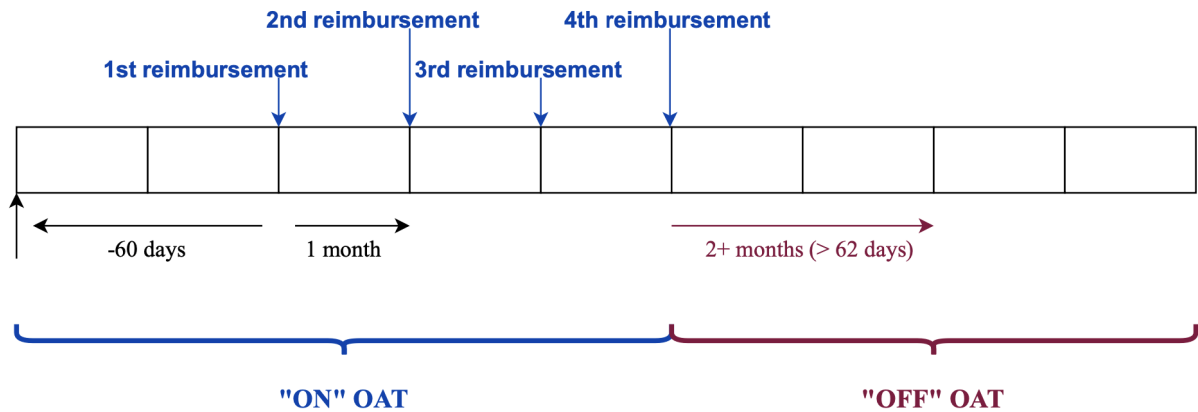 2nd reimbursement
4th reimbursement
1st reimbursement
3rd reimbursement
-60 days
1 month
2+ months (> 62 days)
"ON" OAT
"OFF" OAT